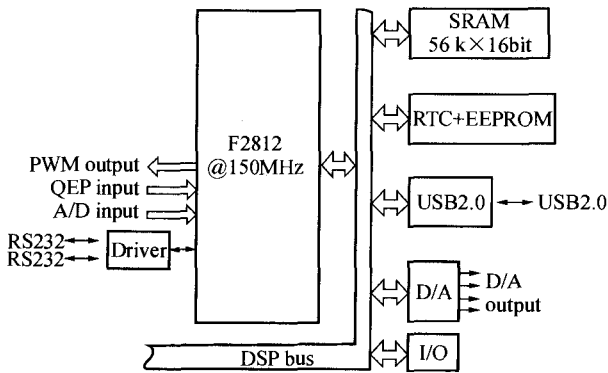 SRAM
56 k×16bit
RTC+EEPROM
F2812
@150MHz
PWM output
QEP input
A/D input
RS232
RS232
Driver
USB2.0
USB2.0
D/A
D/A
output
I/O
DSP bus